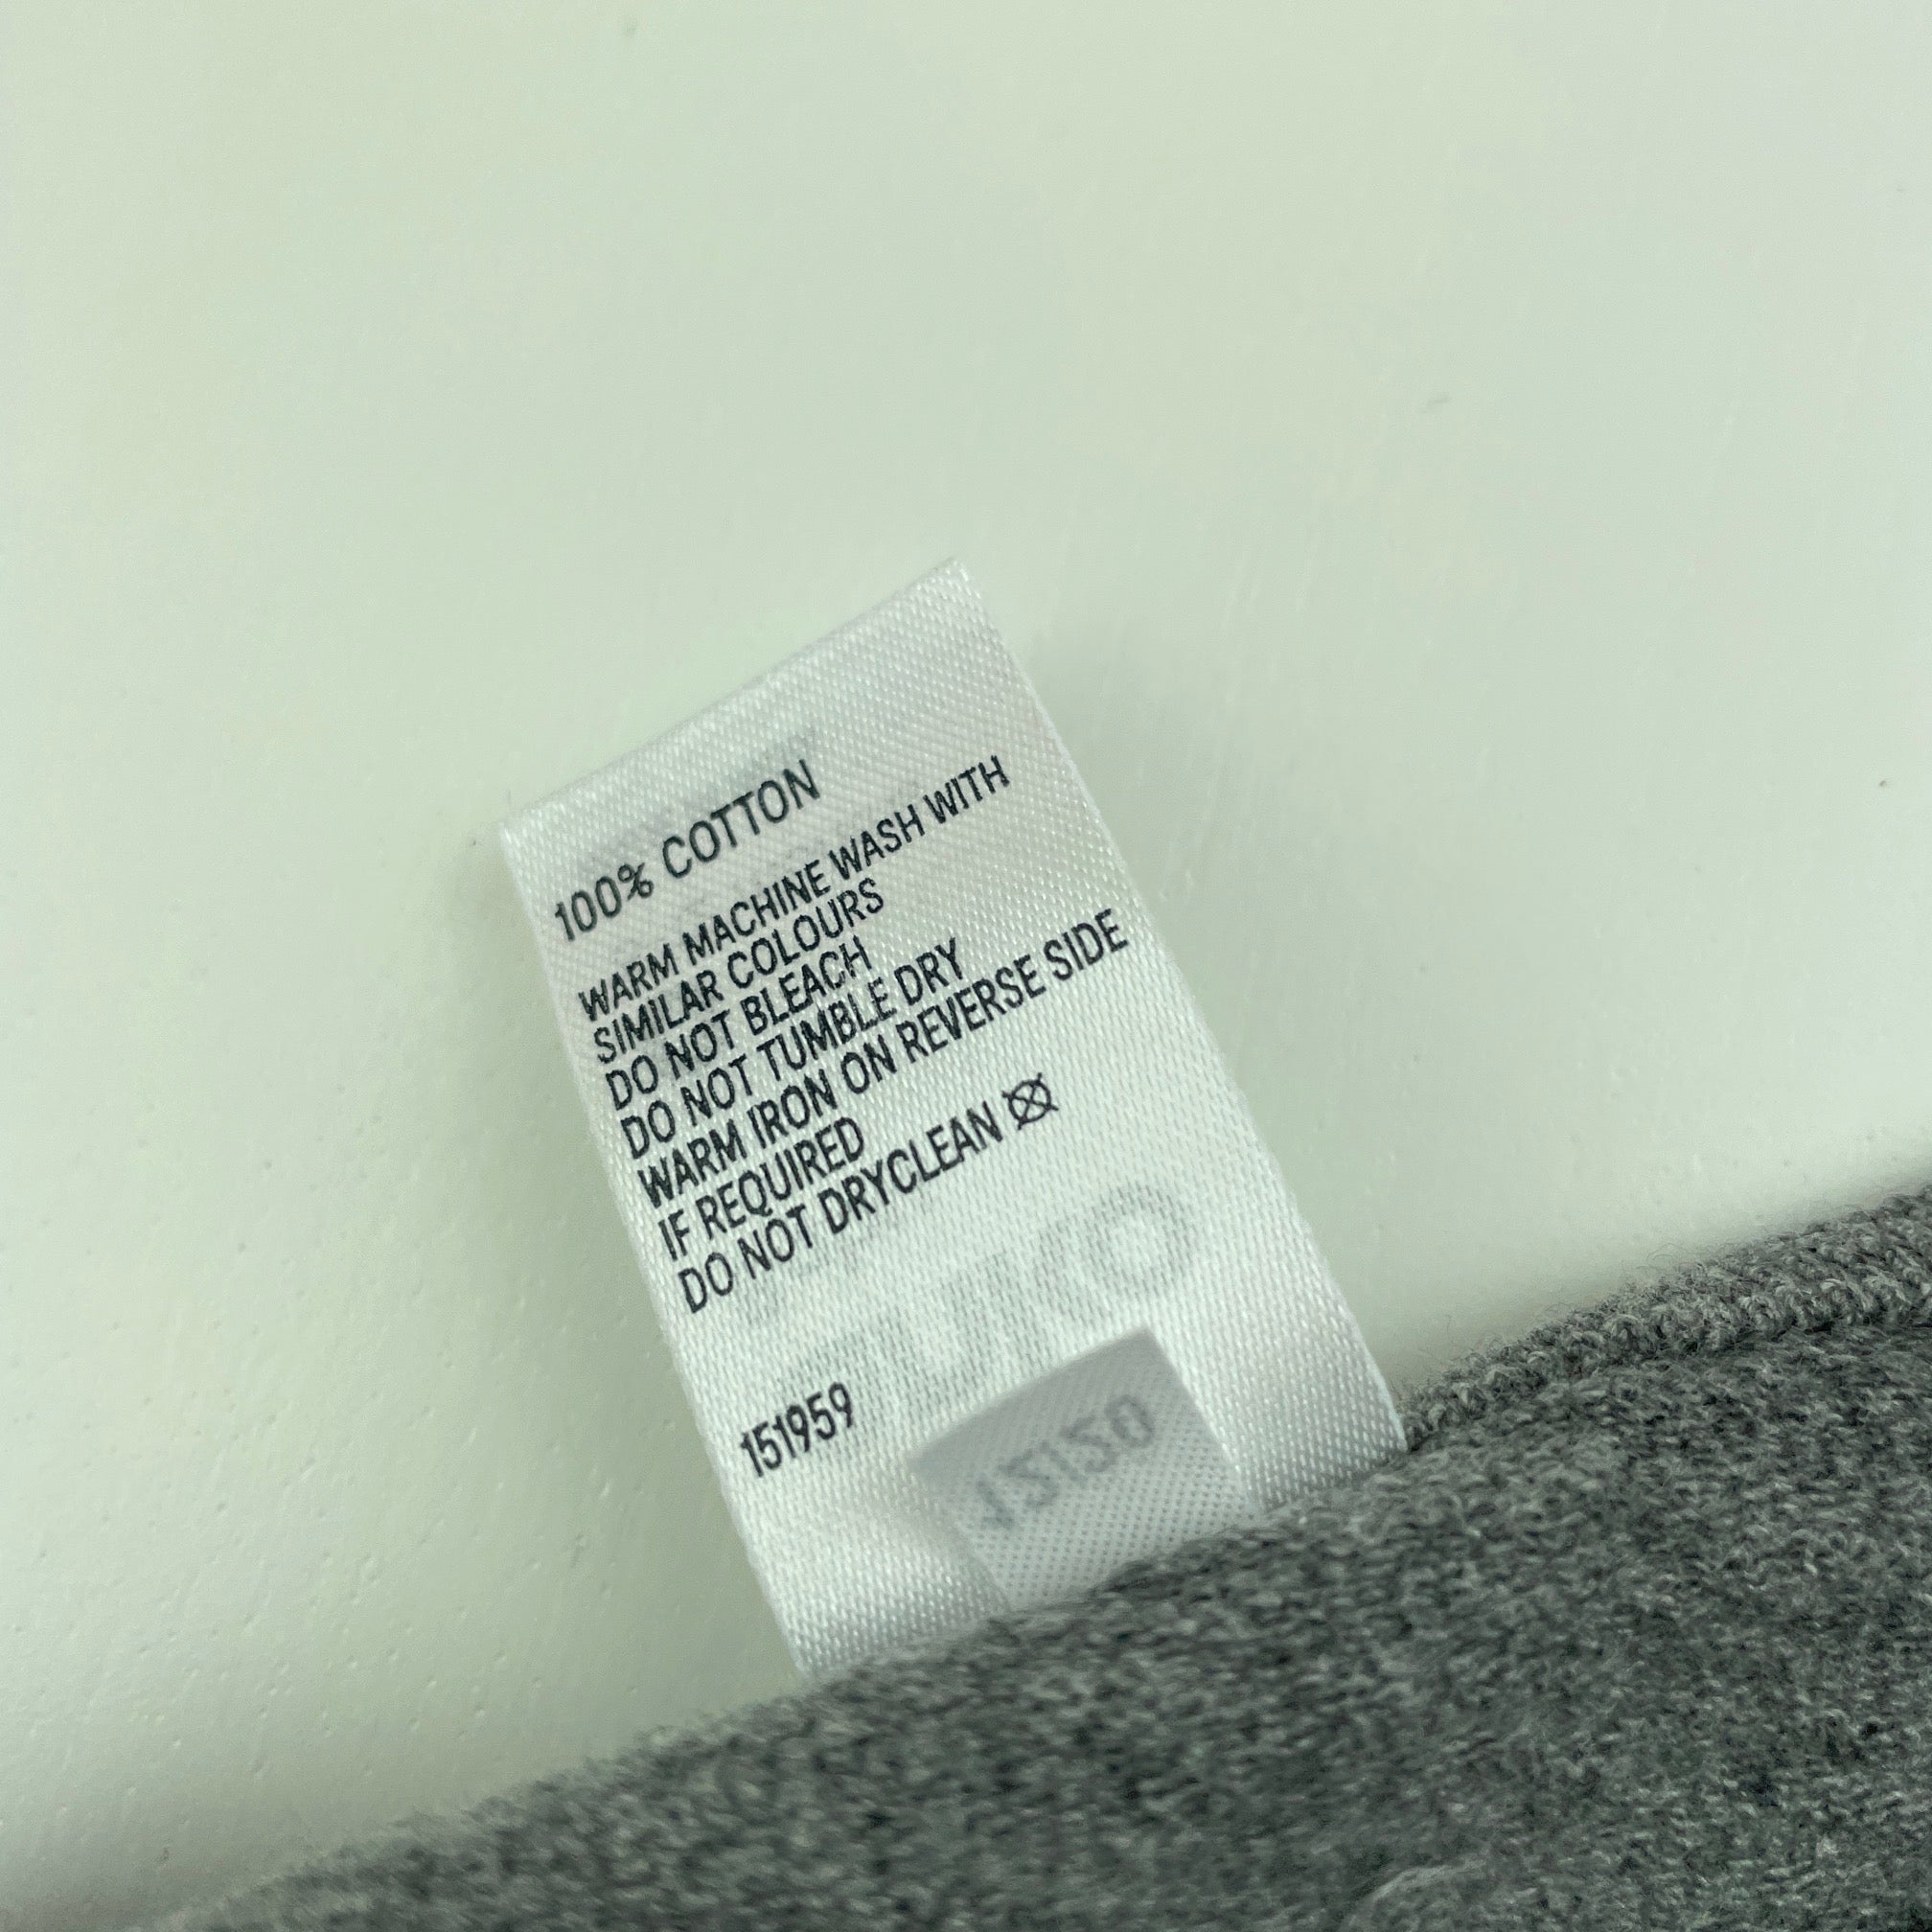 100% COTTON
WARM MACHINE WASH WITH
SIMILAR COLOURS
DO NOT BLEACH
DO NOT TUMBLE DRY
WARM IRON ON REVERSE SIDE
IF REQUIRED
DO NOT DRYCLEAN
151959